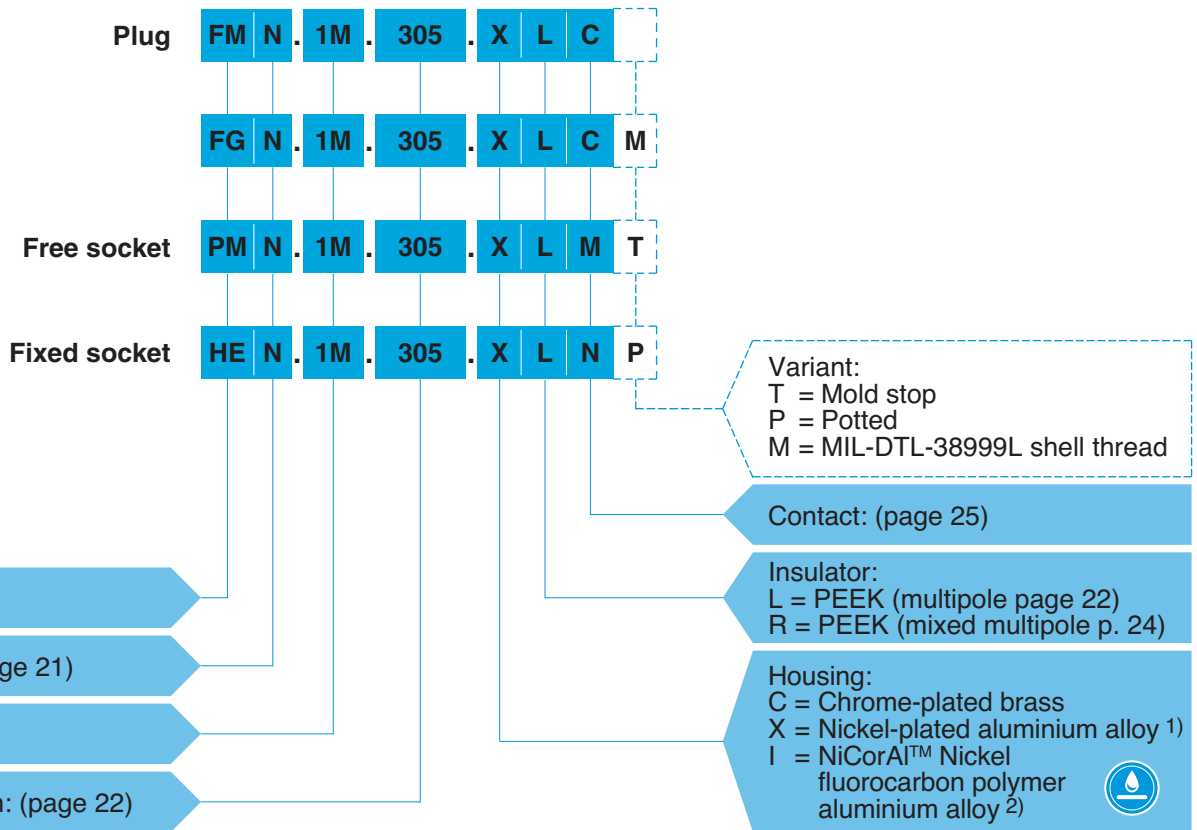 Plug FM N . 1M . 305 . X L C
FG N . 1M . 305 . X L C M
Free socket PM N . 1M . 305 . X L M T
Fixed socket HE N . 1M . 305 . X L N P
Variant:
T = Mold stop
P = Potted
M = MIL-DTL-38999L shell thread
Contact: (page 25)
Insulator:
L = PEEK (multipole page 22)
R = PEEK (mixed multipole p. 24)
ge 21)
Housing:
C = Chrome-plated brass
X = Nickel-plated aluminium alloy 1)
I = NiCorAl™ Nickel
fluorocarbon polymer
aluminium alloy 2)
: (page 22)